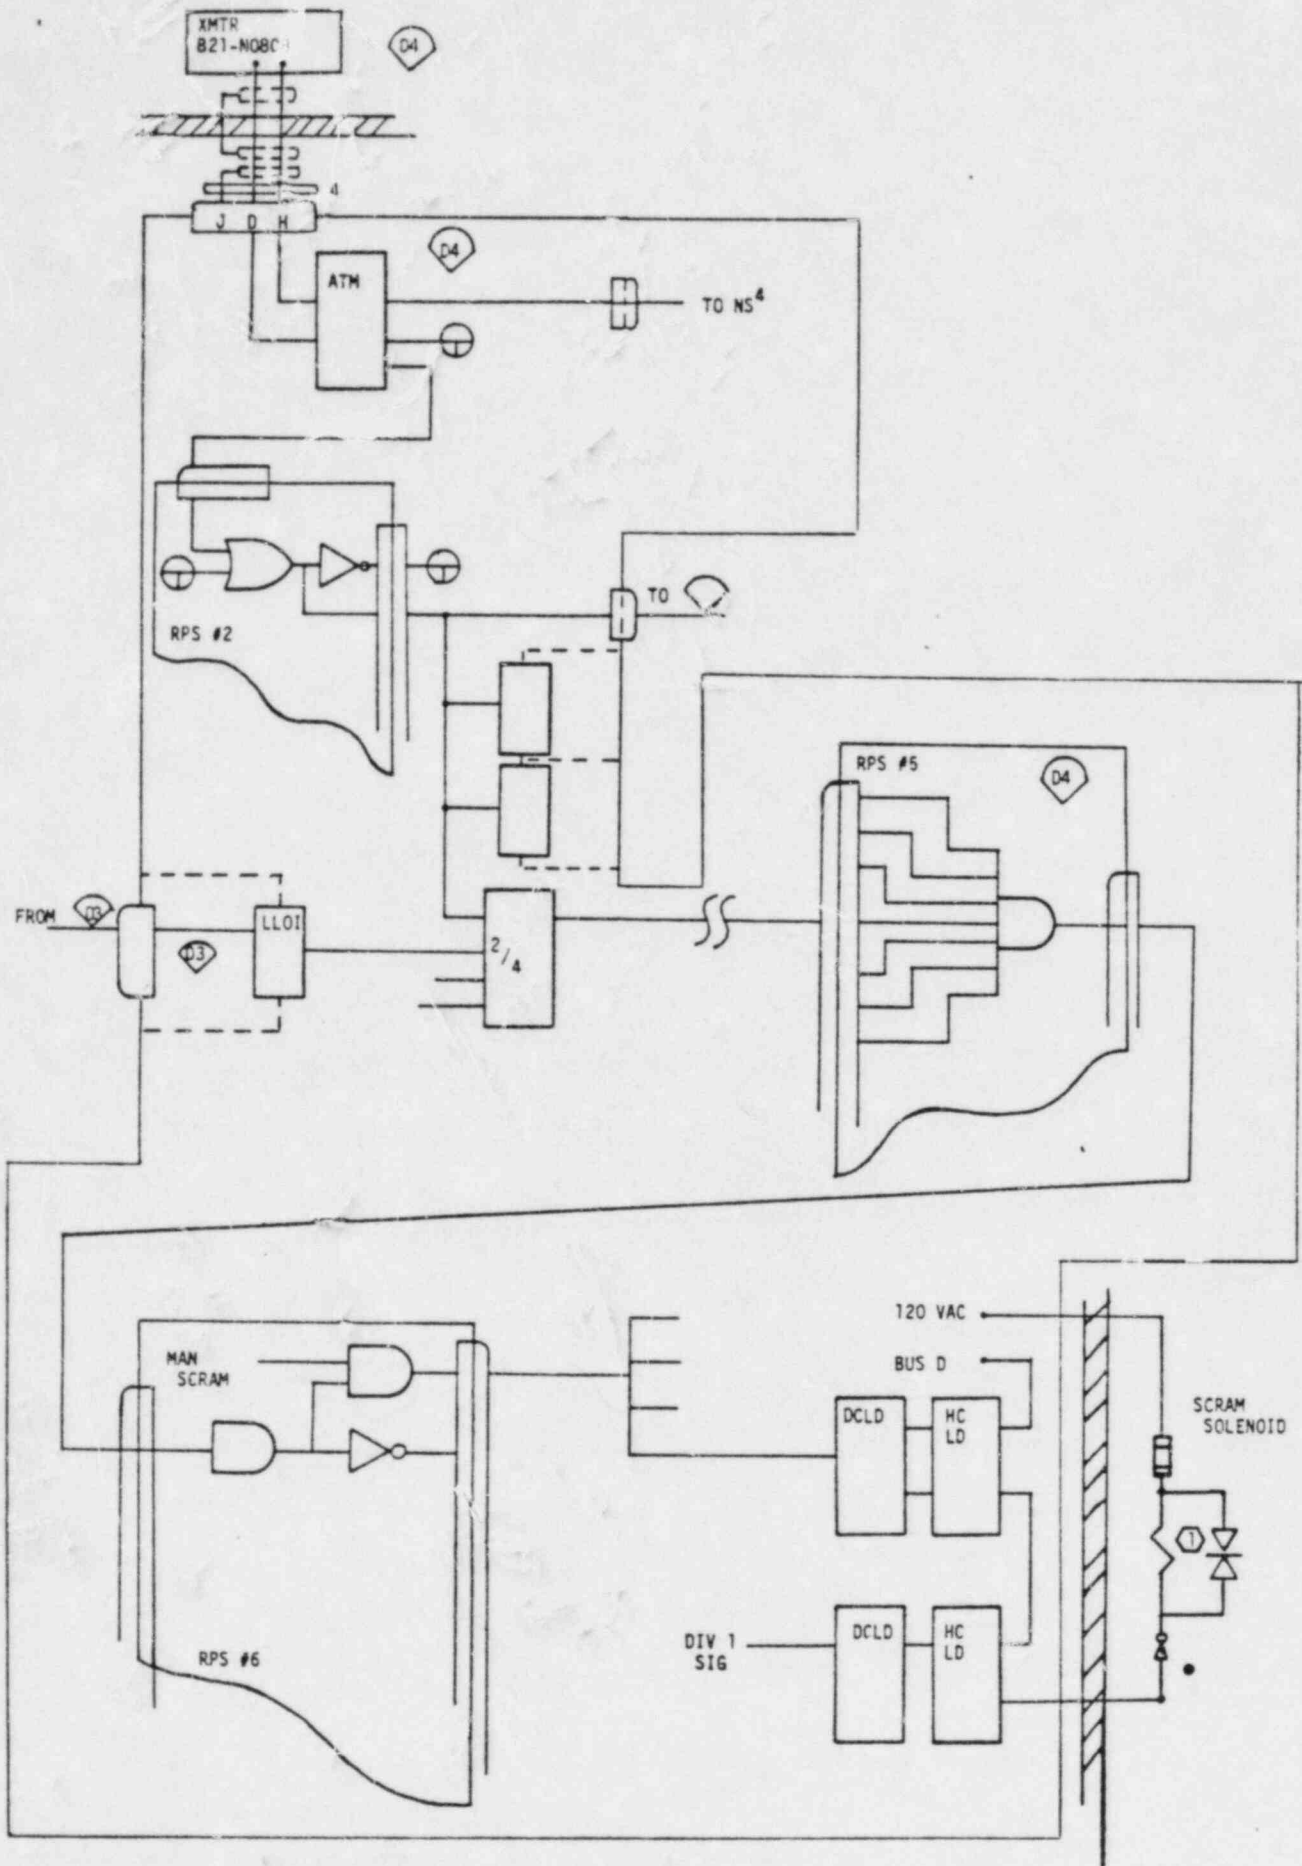 XMTR
B21-N080
D4
4
J D H
D4
ATM
TO NS4
TO
RPS #2
RPS #5
D4
FROM
D3
D3
LLOI
2/4
120 VAC
BUS D
MAN
SCRAM
SCRAM
SOLENOID
DCLD
HC
LD
1
DIV 1
SIG
DCLD
HC
LD
RPS #6